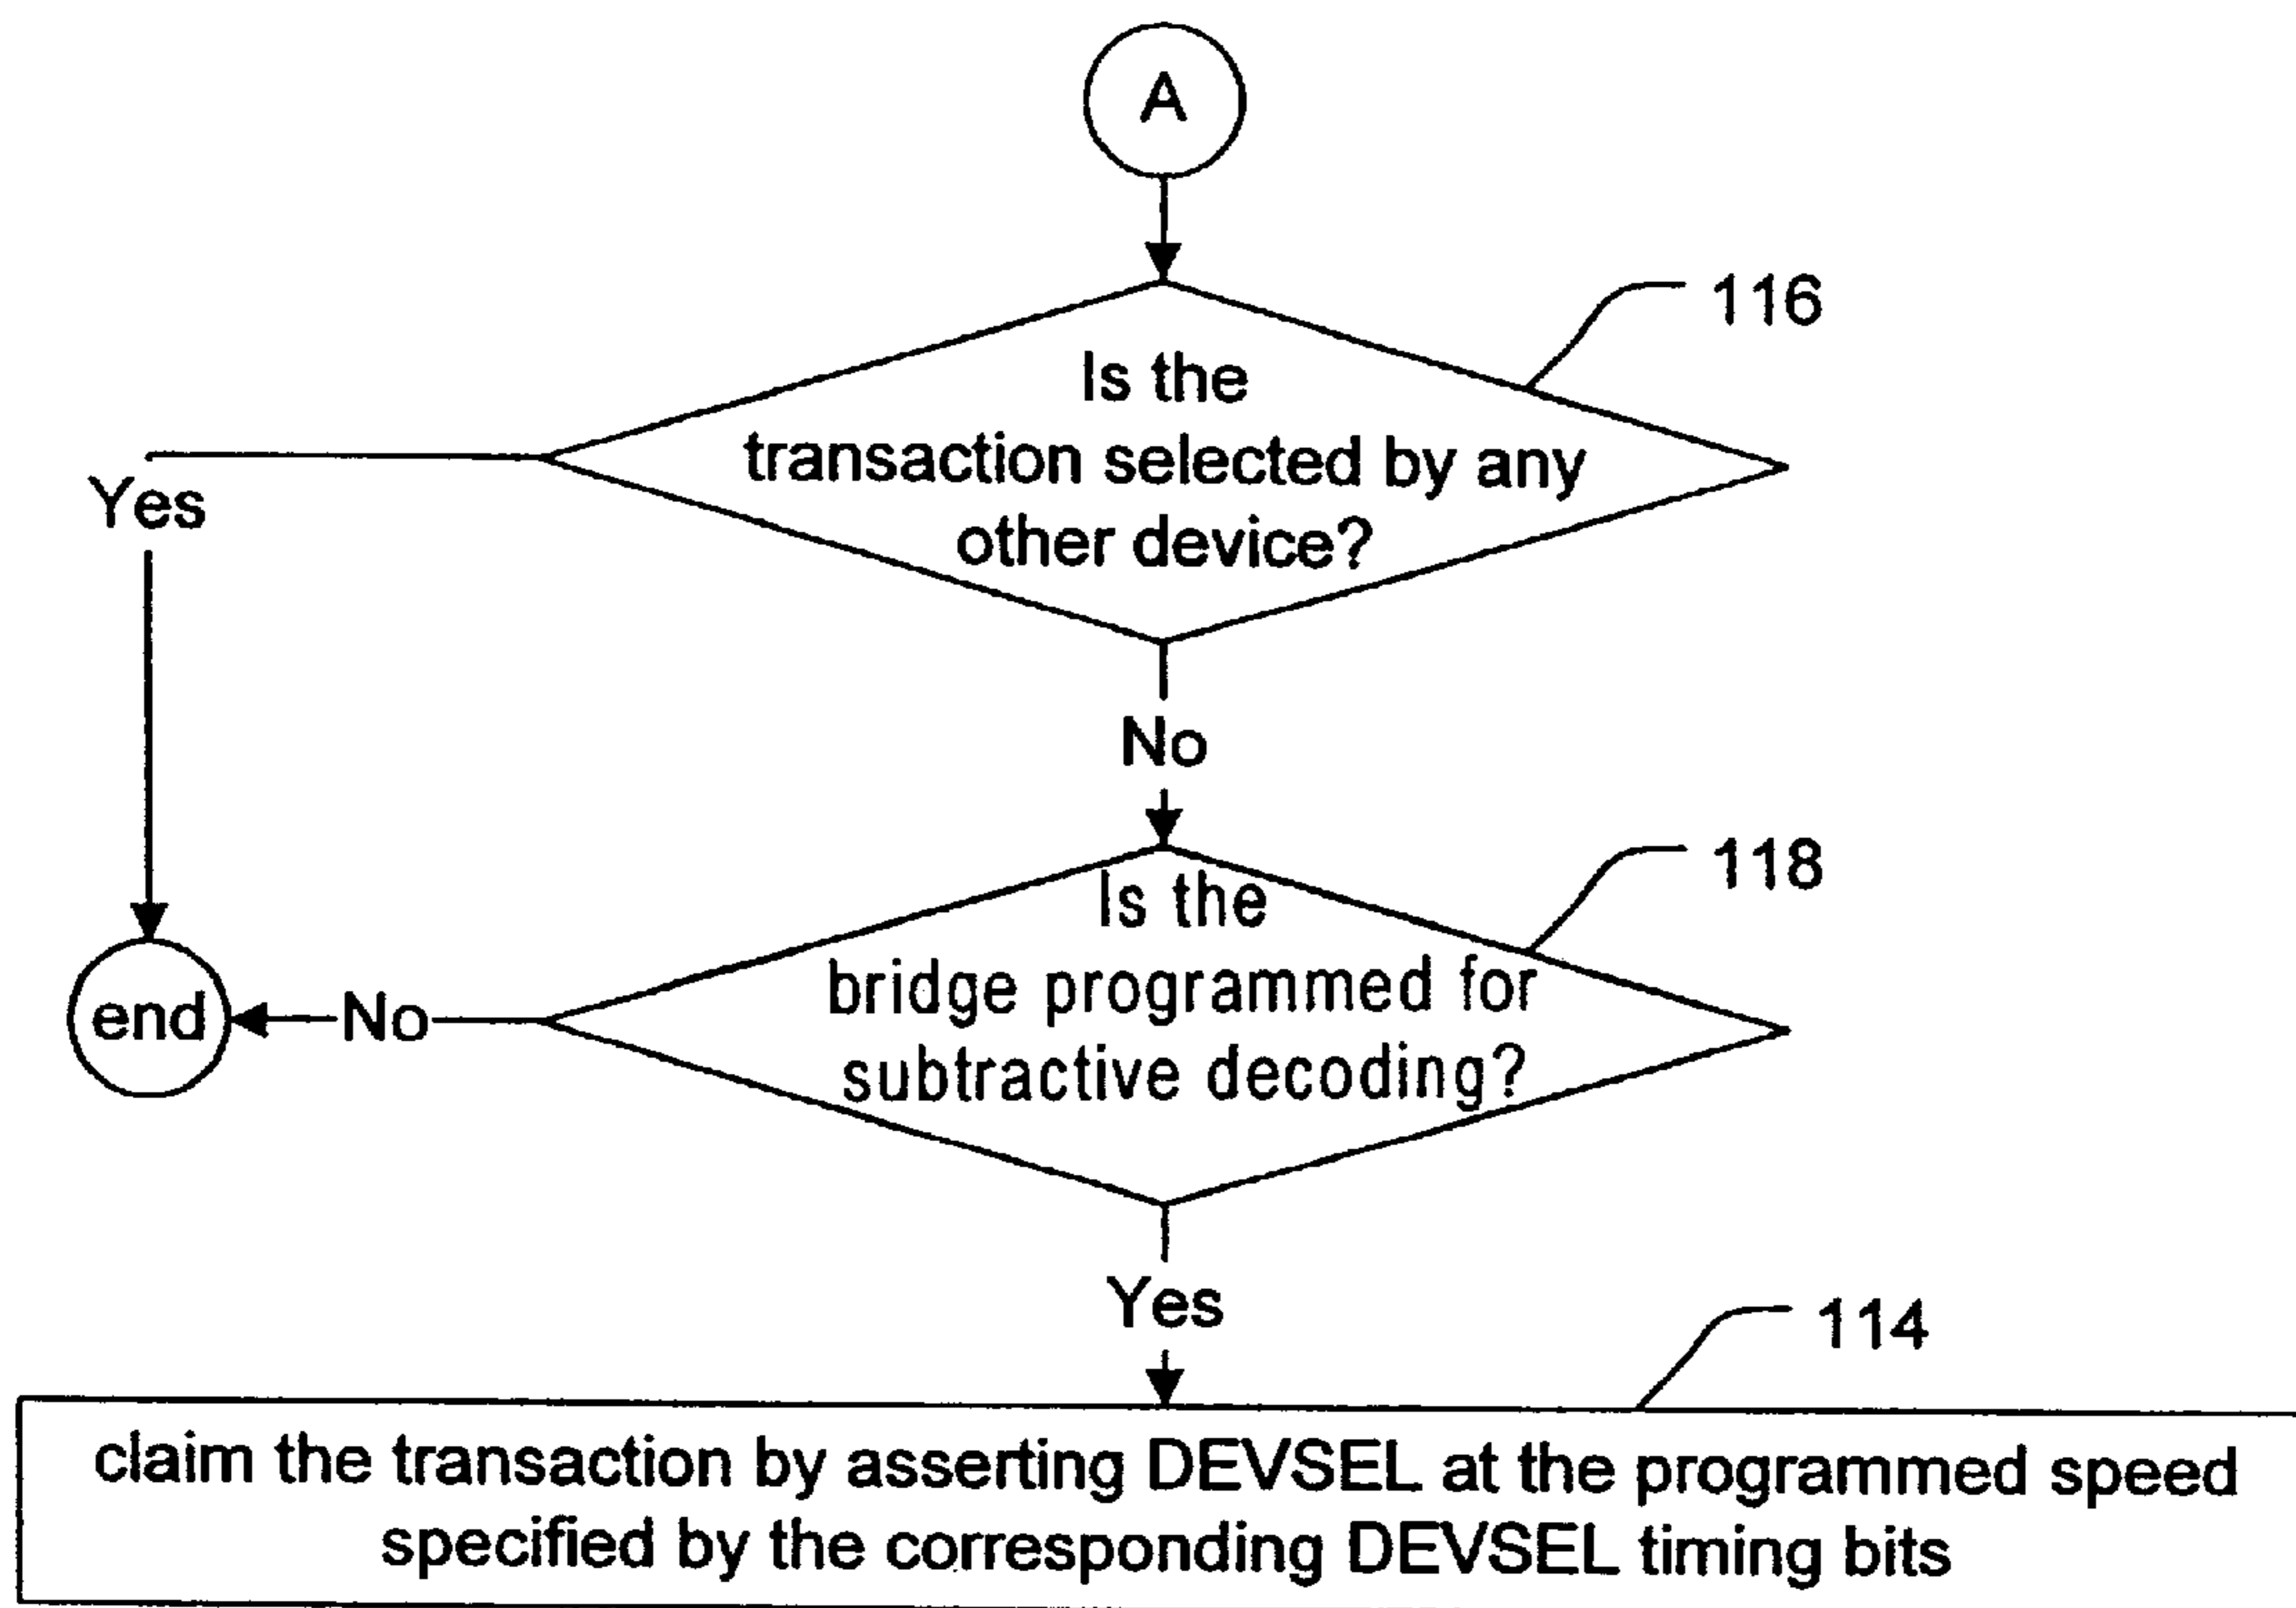 A
116
Is the
transaction selected by any
other device?
Yes
No
118
Is the
bridge programmed for
subtractive decoding?
end
No
Yes
114
claim the transaction by asserting DEVSEL at the programmed speed
specified by the corresponding DEVSEL timing bits